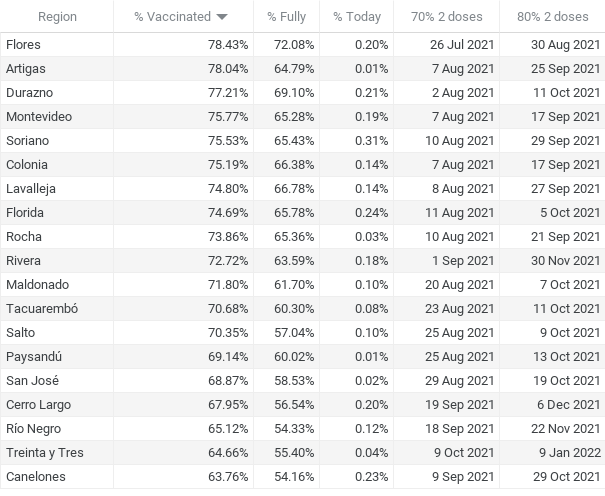 Region % Vaccinated % Fully % Today 70% 2 doses 80% 2 doses
Flores 78.43% 72.08% 0.20% 26 Jul 2021 30 Aug 2021
Artigas 78.04% 64.79% 0.01% 7 Aug 2021 25 Sep 2021
Durazno 77.21% 69.10% 0.21% 2 Aug 2021 11 Oct 2021
Montevideo 75.77% 65.28% 0.19% 7 Aug 2021 17 Sep 2021
Soriano 75.53% 65.43% 0.31% 10 Aug 2021 29 Sep 2021
Colonia 75.19% 66.38% 0.14% 7 Aug 2021 17 Sep 2021
Lavalleja 74.80% 66.78% 0.14% 8 Aug 2021 27 Sep 2021
Florida 74.69% 65.78% 0.24% 11 Aug 2021 5 Oct 2021
Rocha 73.86% 65.36% 0.03% 10 Aug 2021 21 Sep 2021
Rivera 72.72% 63.59% 0.18% 1 Sep 2021 30 Nov 2021
Maldonado 71.80% 61.70% 0.10% 20 Aug 2021 7 Oct 2021
Tacuarembó 70.68% 60.30% 0.08% 23 Aug 2021 11 Oct 2021
Salto 70.35% 57.04% 0.10% 25 Aug 2021 9 Oct 2021
Paysandú 69.14% 60.02% 0.01% 25 Aug 2021 13 Oct 2021
San José 68.87% 58.53% 0.02% 29 Aug 2021 19 Oct 2021
Cerro Largo 67.95% 56.54% 0.20% 19 Sep 2021 6 Dec 2021
Río Negro 65.12% 54.33% 0.12% 18 Sep 2021 22 Nov 2021
Treinta y Tres 64.66% 55.40% 0.04% 9 Oct 2021 9 Jan 2022
Canelones 63.76% 54.16% 0.23% 9 Sep 2021 29 Oct 2021